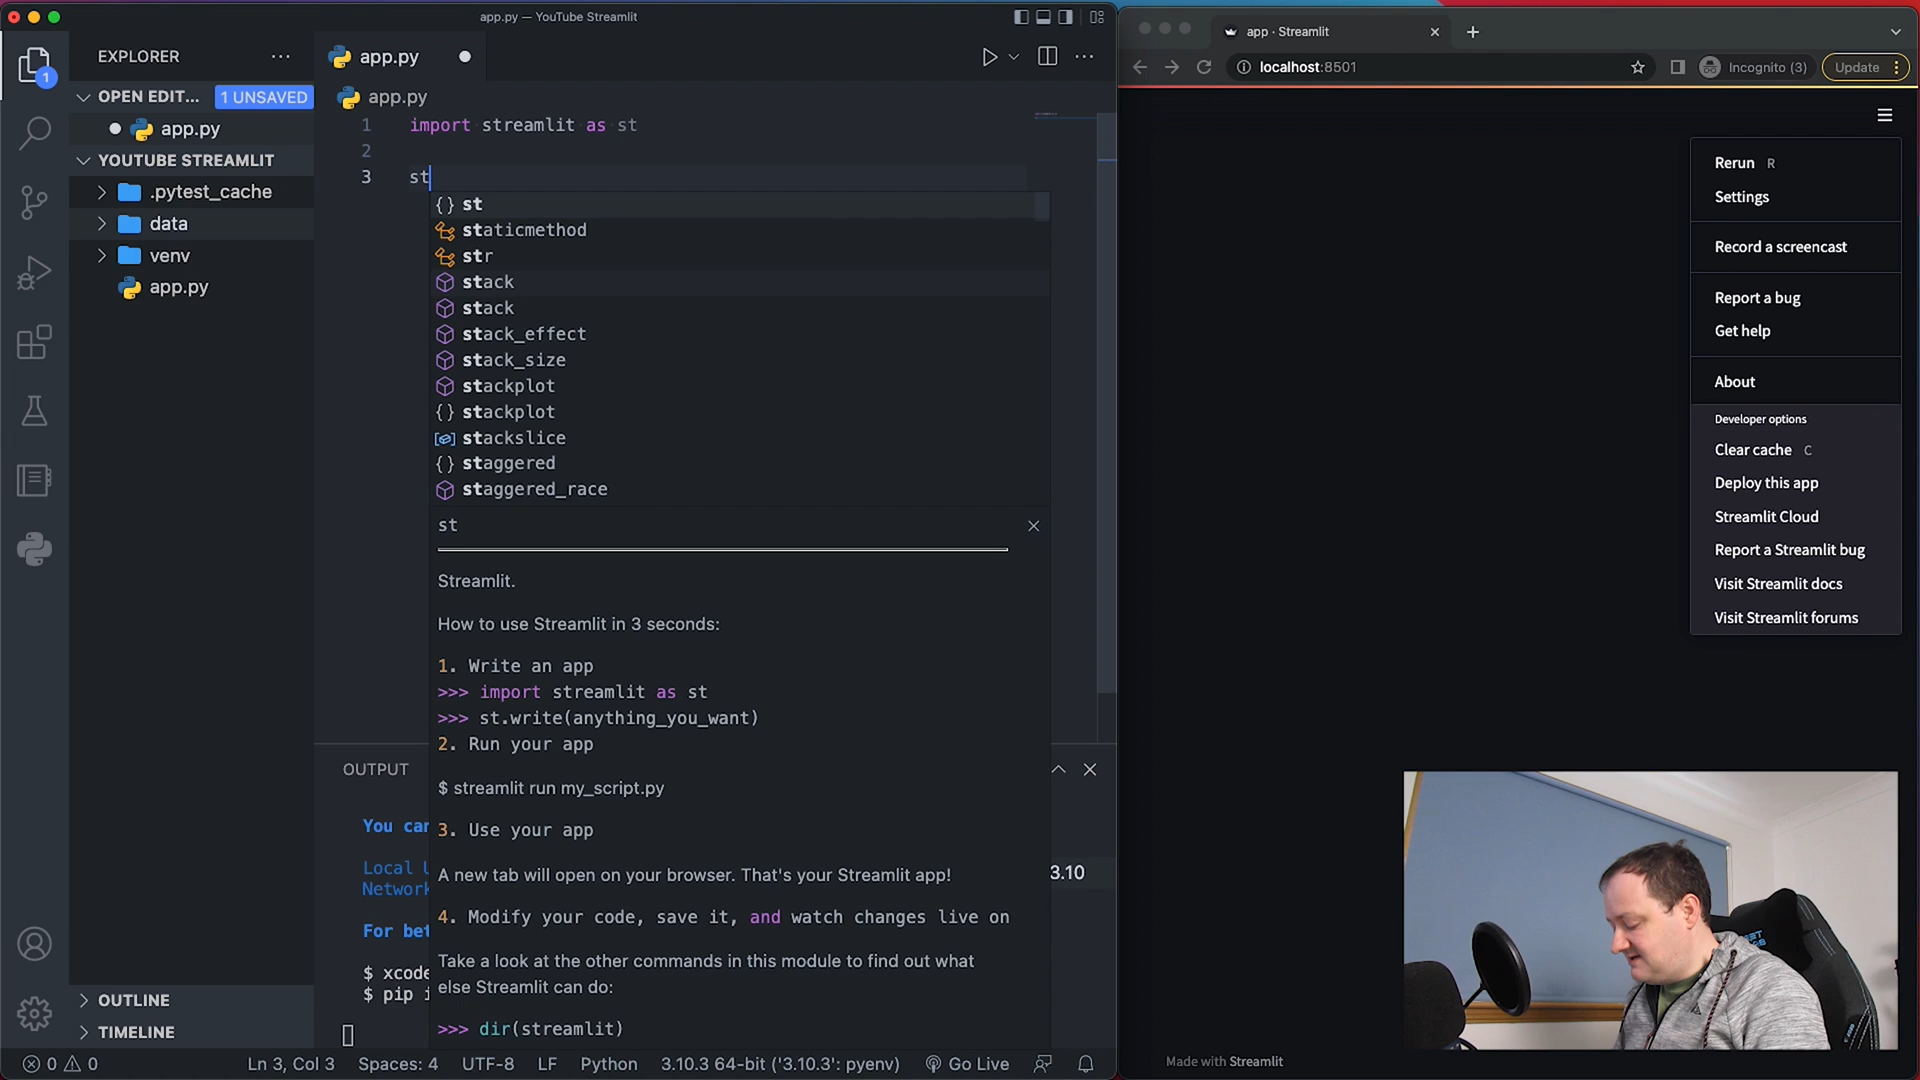 app.py — YouTube Streamlit
EXPLORER
1
OPEN EDIT...
1 UNSAVED
app.py
YOUTUBE STREAMLIT
.pytest_cache
data
venv
app.py
OUTLINE
TIMELINE
app.py
app.py
1 import streamlit as st
2
3 st
{} st
staticmethod
str
stack
stack
stack_effect
stack_size
stackplot
{} stackplot
stackslice
{} staggered
staggered_race
st
Streamlit.
How to use Streamlit in 3 seconds:
1. Write an app
>>> import streamlit as st
>>> st.write(anything_you_want)
2. Run your app
$ streamlit run my_script.py
3. Use your app
A new tab will open on your browser. That's your Streamlit app!
4. Modify your code, save it, and watch changes live on
Take a look at the other commands in this module to find out what
else Streamlit can do:
>>> dir(streamlit)
OUTPUT
You can
Local
Network
For
3.10
$
$ pip
0 0
Ln 3, Col 3
Spaces: 4
UTF-8
LF
Python
3.10.3 64-bit ('3.10.3': pyenv)
Go Live
app · Streamlit
localhost:8501
Incognito (3)
Update
Rerun R
Settings
Record a screencast
Report a bug
Get help
About
Developer options
Clear cache C
Deploy this app
Streamlit Cloud
Report a Streamlit bug
Visit Streamlit docs
Visit Streamlit forums
Made with Streamlit